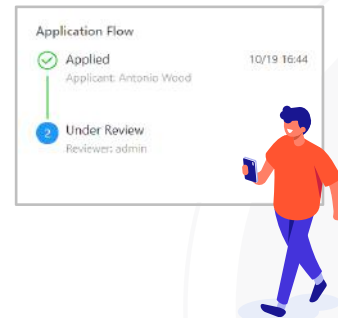 Application Flow
Applied 10/19 16:44
Applicant: Antonio Wood
2 Under Review
Reviewer: admin